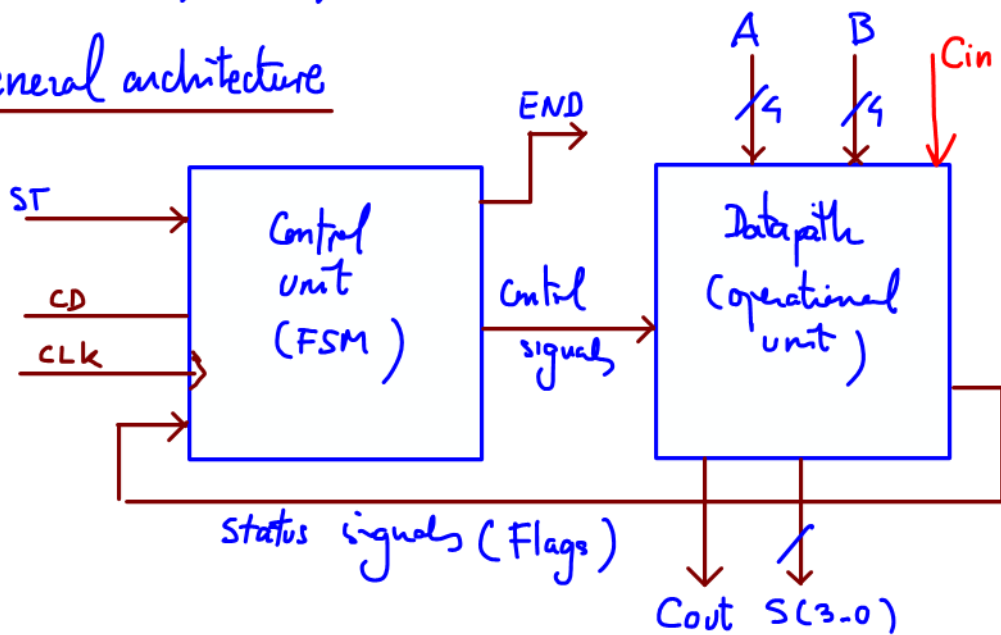 eneral architecture
A
B
Cin
4
4
END
ST
CD
CLK
Control
unit
(FSM)
Contol
signals
Datapath
(operational
unit)
status signals (Flags)
Cout S(3-0)